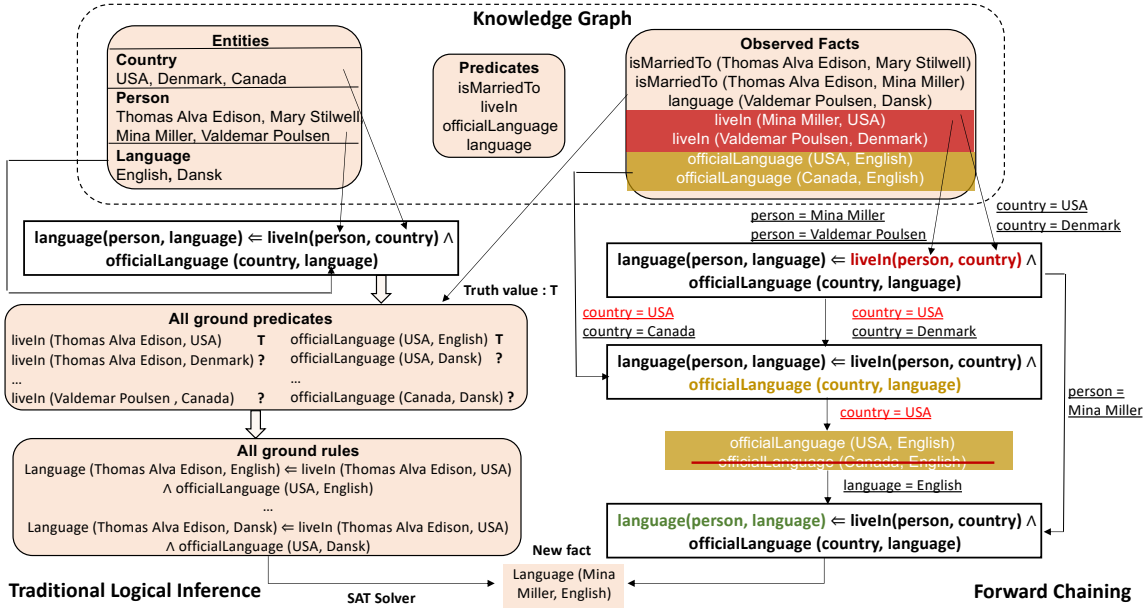 Knowledge Graph
Entities
Country
USA, Denmark, Canada
Person
Thomas Alva Edison, Mary Stilwell
Mina Miller, Valdemar Poulsen
Language
English, Dansk
Predicates
isMarriedTo
liveIn
officialLanguage
language
Observed Facts
isMarriedTo (Thomas Alva Edison, Mary Stilwell)
isMarriedTo (Thomas Alva Edison, Mina Miller)
language (Valdemar Poulsen, Dansk)
liveIn (Mina Miller, USA)
liveIn (Valdemar Poulsen, Denmark)
officialLanguage (USA, English)
officialLanguage (Canada, English)
language(person, language) ⇐ liveIn(person, country) ∧
officialLanguage (country, language)
Truth value : T
All ground predicates
liveIn (Thomas Alva Edison, USA) T officialLanguage (USA, English) T
liveIn (Thomas Alva Edison, Denmark) ? officialLanguage (USA, Dansk) ?
... ...
liveIn (Valdemar Poulsen , Canada) ? officialLanguage (Canada, Dansk) ?
All ground rules
Language (Thomas Alva Edison, English) ⇐ liveIn (Thomas Alva Edison, USA)
∧ officialLanguage (USA, English)
...
Language (Thomas Alva Edison, Dansk) ⇐ liveIn (Thomas Alva Edison, USA)
∧ officialLanguage (USA, Dansk)
Traditional Logical Inference
SAT Solver
New fact
Language (Mina
Miller, English)
person = Mina Miller
person = Valdemar Poulsen
country = USA
country = Denmark
language(person, language) ⇐ liveIn(person, country) ∧
officialLanguage (country, language)
country = USA
country = Canada
country = USA
country = Denmark
language(person, language) ⇐ liveIn(person, country) ∧
officialLanguage (country, language)
person =
Mina Miller
country = USA
officialLanguage (USA, English)
officialLanguage (Canada, English)
language = English
language(person, language) ⇐ liveIn(person, country) ∧
officialLanguage (country, language)
Forward Chaining